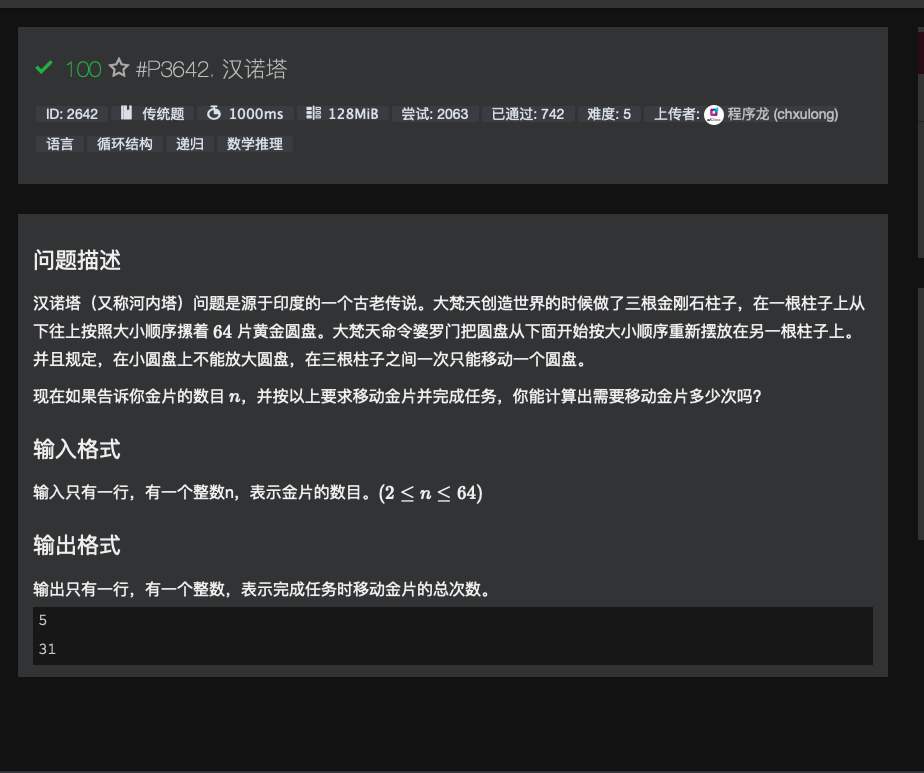 100 #P3642. 汉诺塔
ID: 2642 传统题 1000ms 128MiB 尝试: 2063 已通过: 742 难度: 5 上传者: 程序龙 (chxulong)
语言 循环结构 递归 数学推理
问题描述
汉诺塔（又称河内塔）问题是源于印度的一个古老传说。大梵天创造世界的时候做了三根金刚石柱子，在一根柱子上从
下往上按照大小顺序摞着 64 片黄金圆盘。大梵天命令婆罗门把圆盘从下面开始按大小顺序重新摆放在另一根柱子上。
并且规定，在小圆盘上不能放大圆盘，在三根柱子之间一次只能移动一个圆盘。
现在如果告诉你金片的数目 n，并按以上要求移动金片并完成任务，你能计算出需要移动金片多少次吗？
输入格式
输入只有一行，有一个整数n，表示金片的数目。(2 ≤ n ≤ 64)
输出格式
输出只有一行，有一个整数，表示完成任务时移动金片的总次数。
5
31